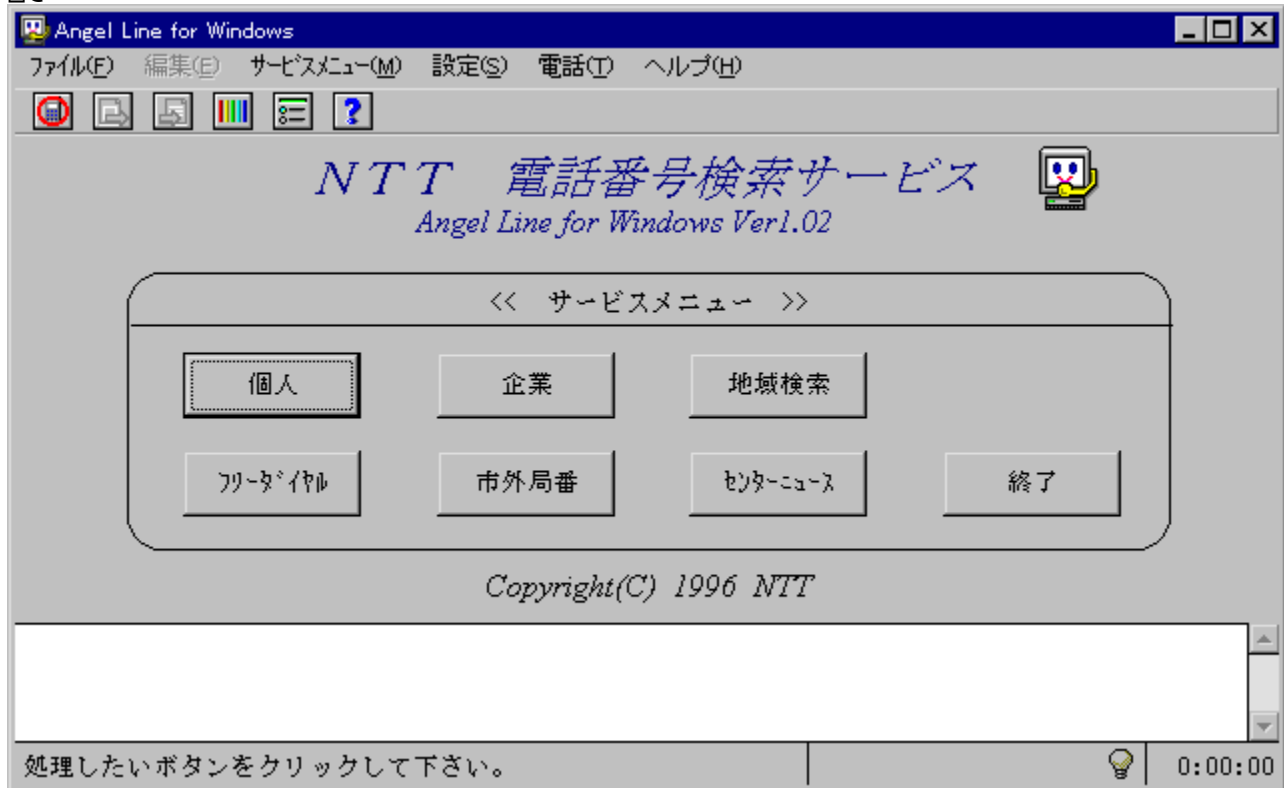 Angel Line for Windows
ﾌｧｲﾙ(F) 編集(E) ｻｰﾋﾞｽﾒﾆｭｰ(M) 設定(S) 電話(T) ヘルプ(H)
NTT 電話番号検索サービス
Angel Line for Windows Ver1.02
<< サービスメニュー >>
個人 企業 地域検索
ﾌﾘｰﾀﾞｲﾔﾙ 市外局番 ｾﾝﾀｰﾆｭｰｽ 終了
Copyright(C) 1996 NTT
処理したいボタンをクリックして下さい。 0:00:00